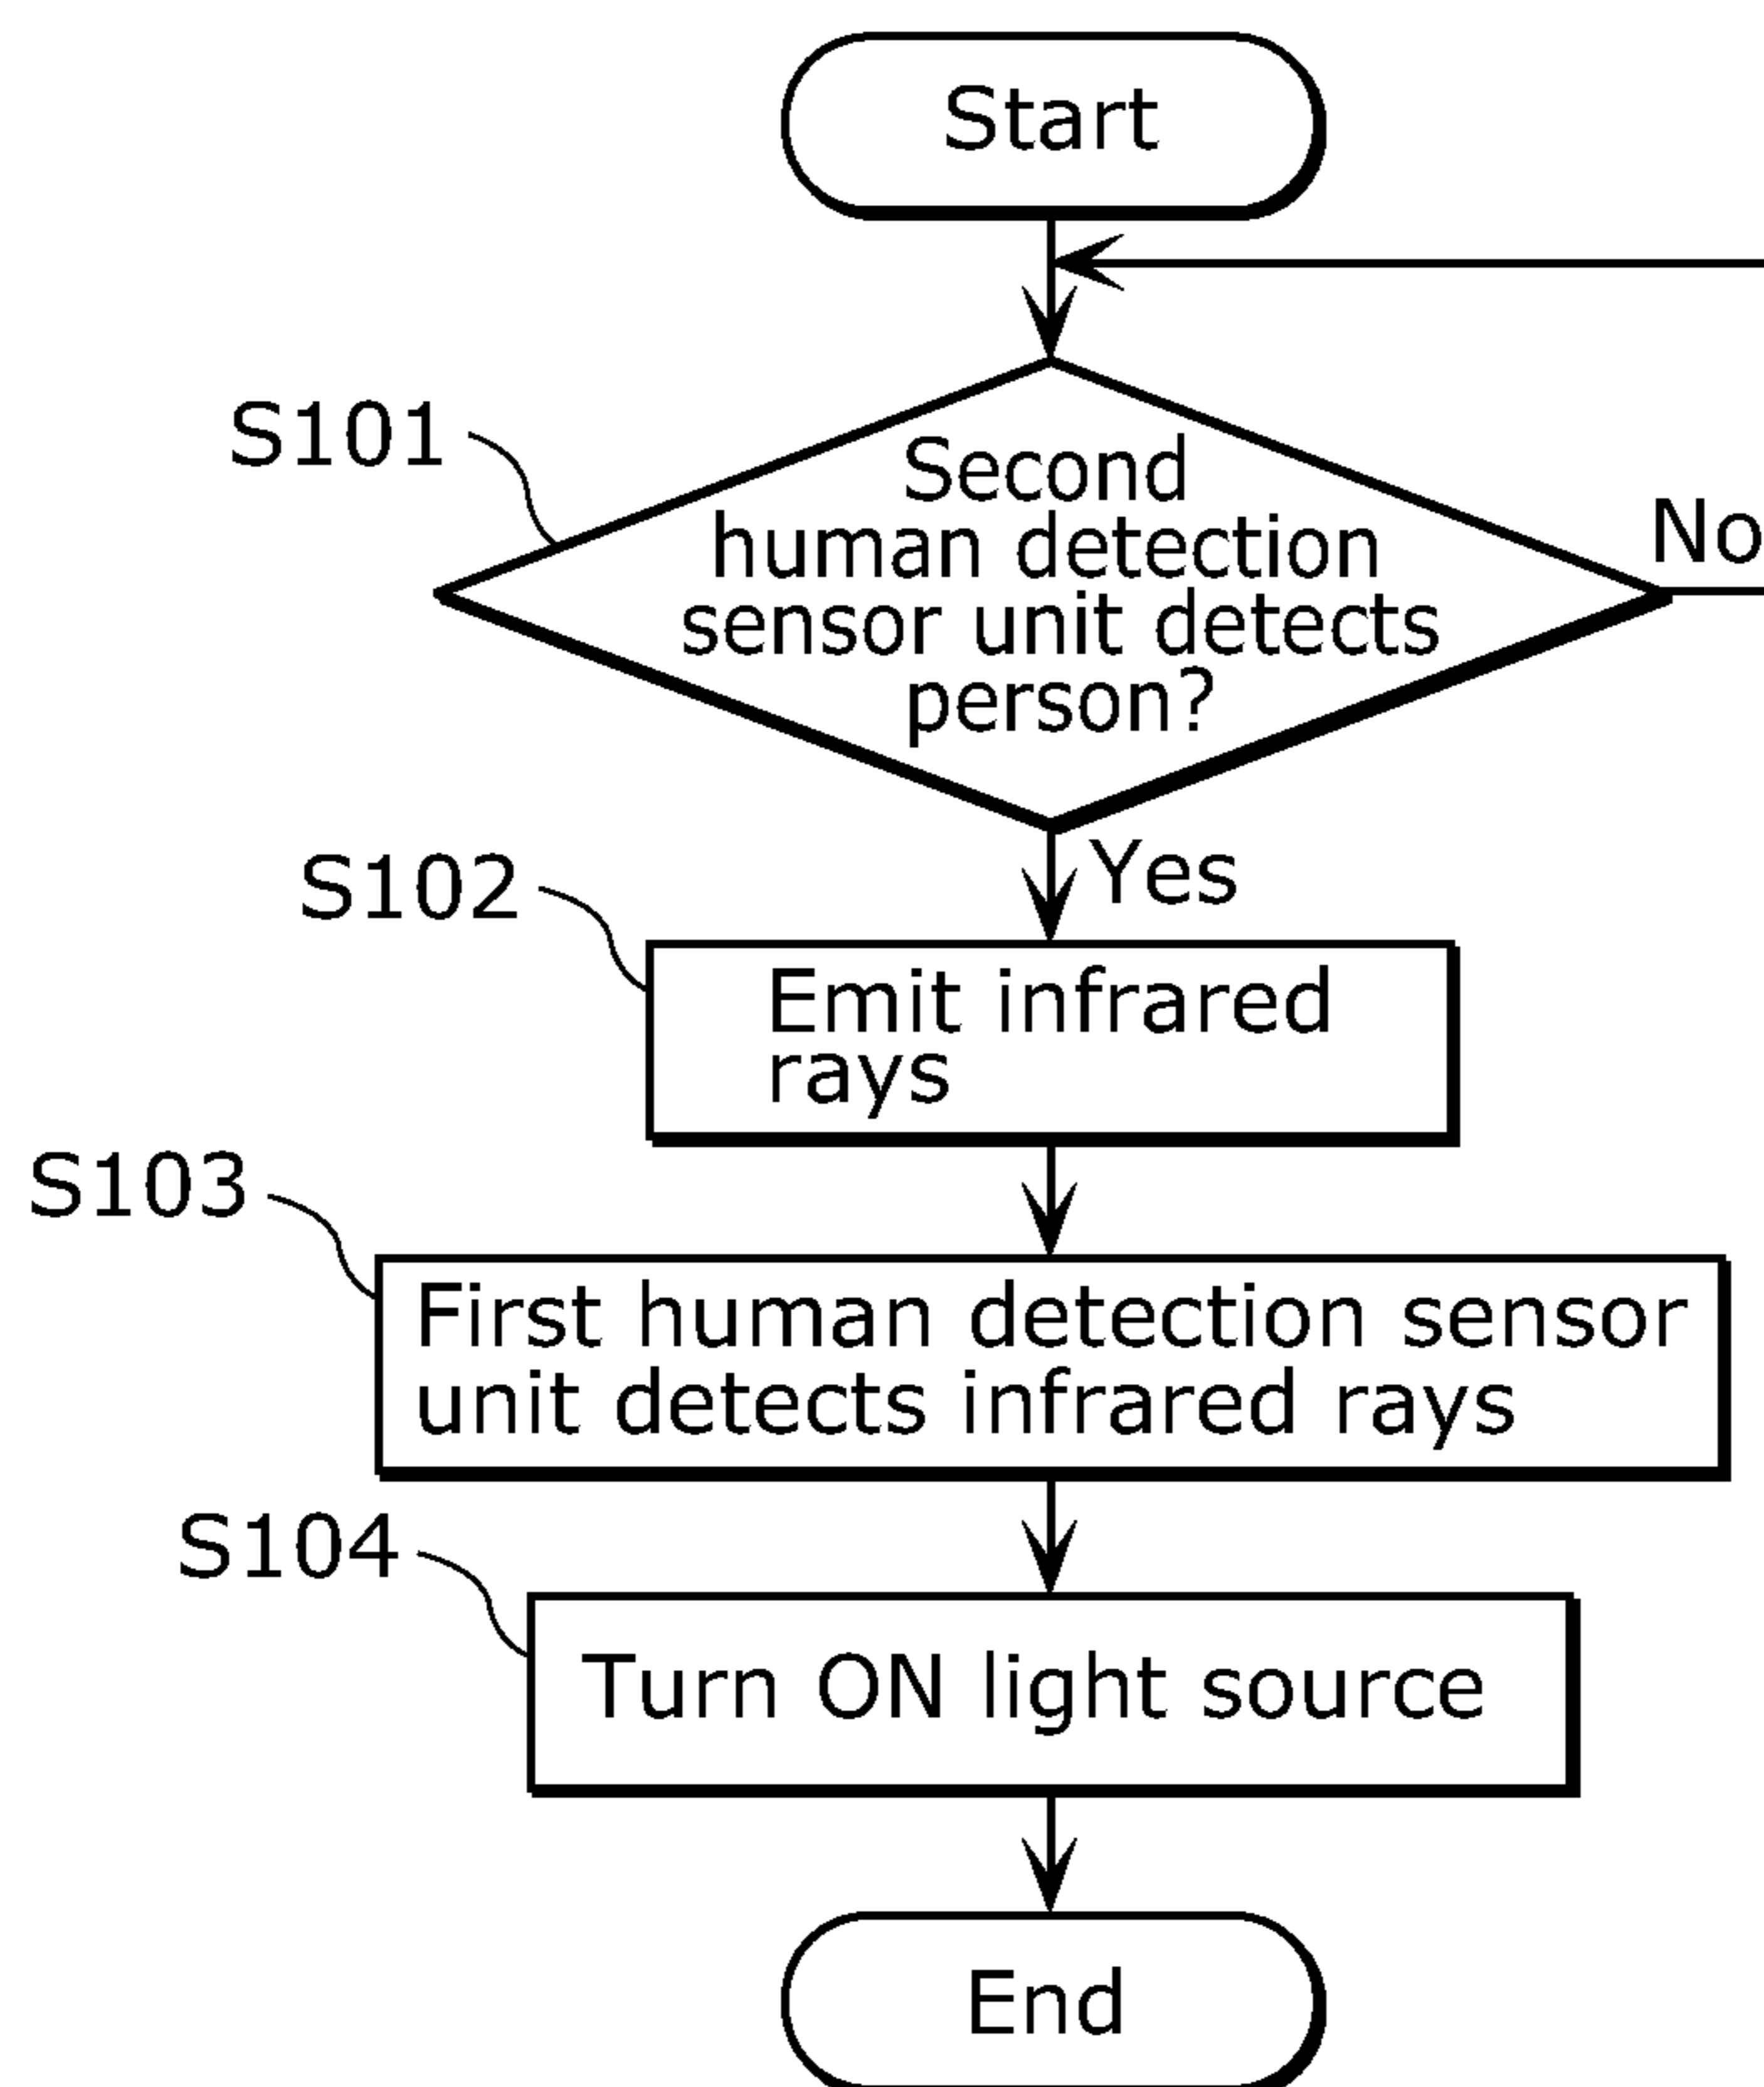 Start
S101
Second
human detection
sensor unit detects
person?
No
Yes
S102
Emit infrared
rays
S103
First human detection sensor
unit detects infrared rays
S104
Turn ON light source
End